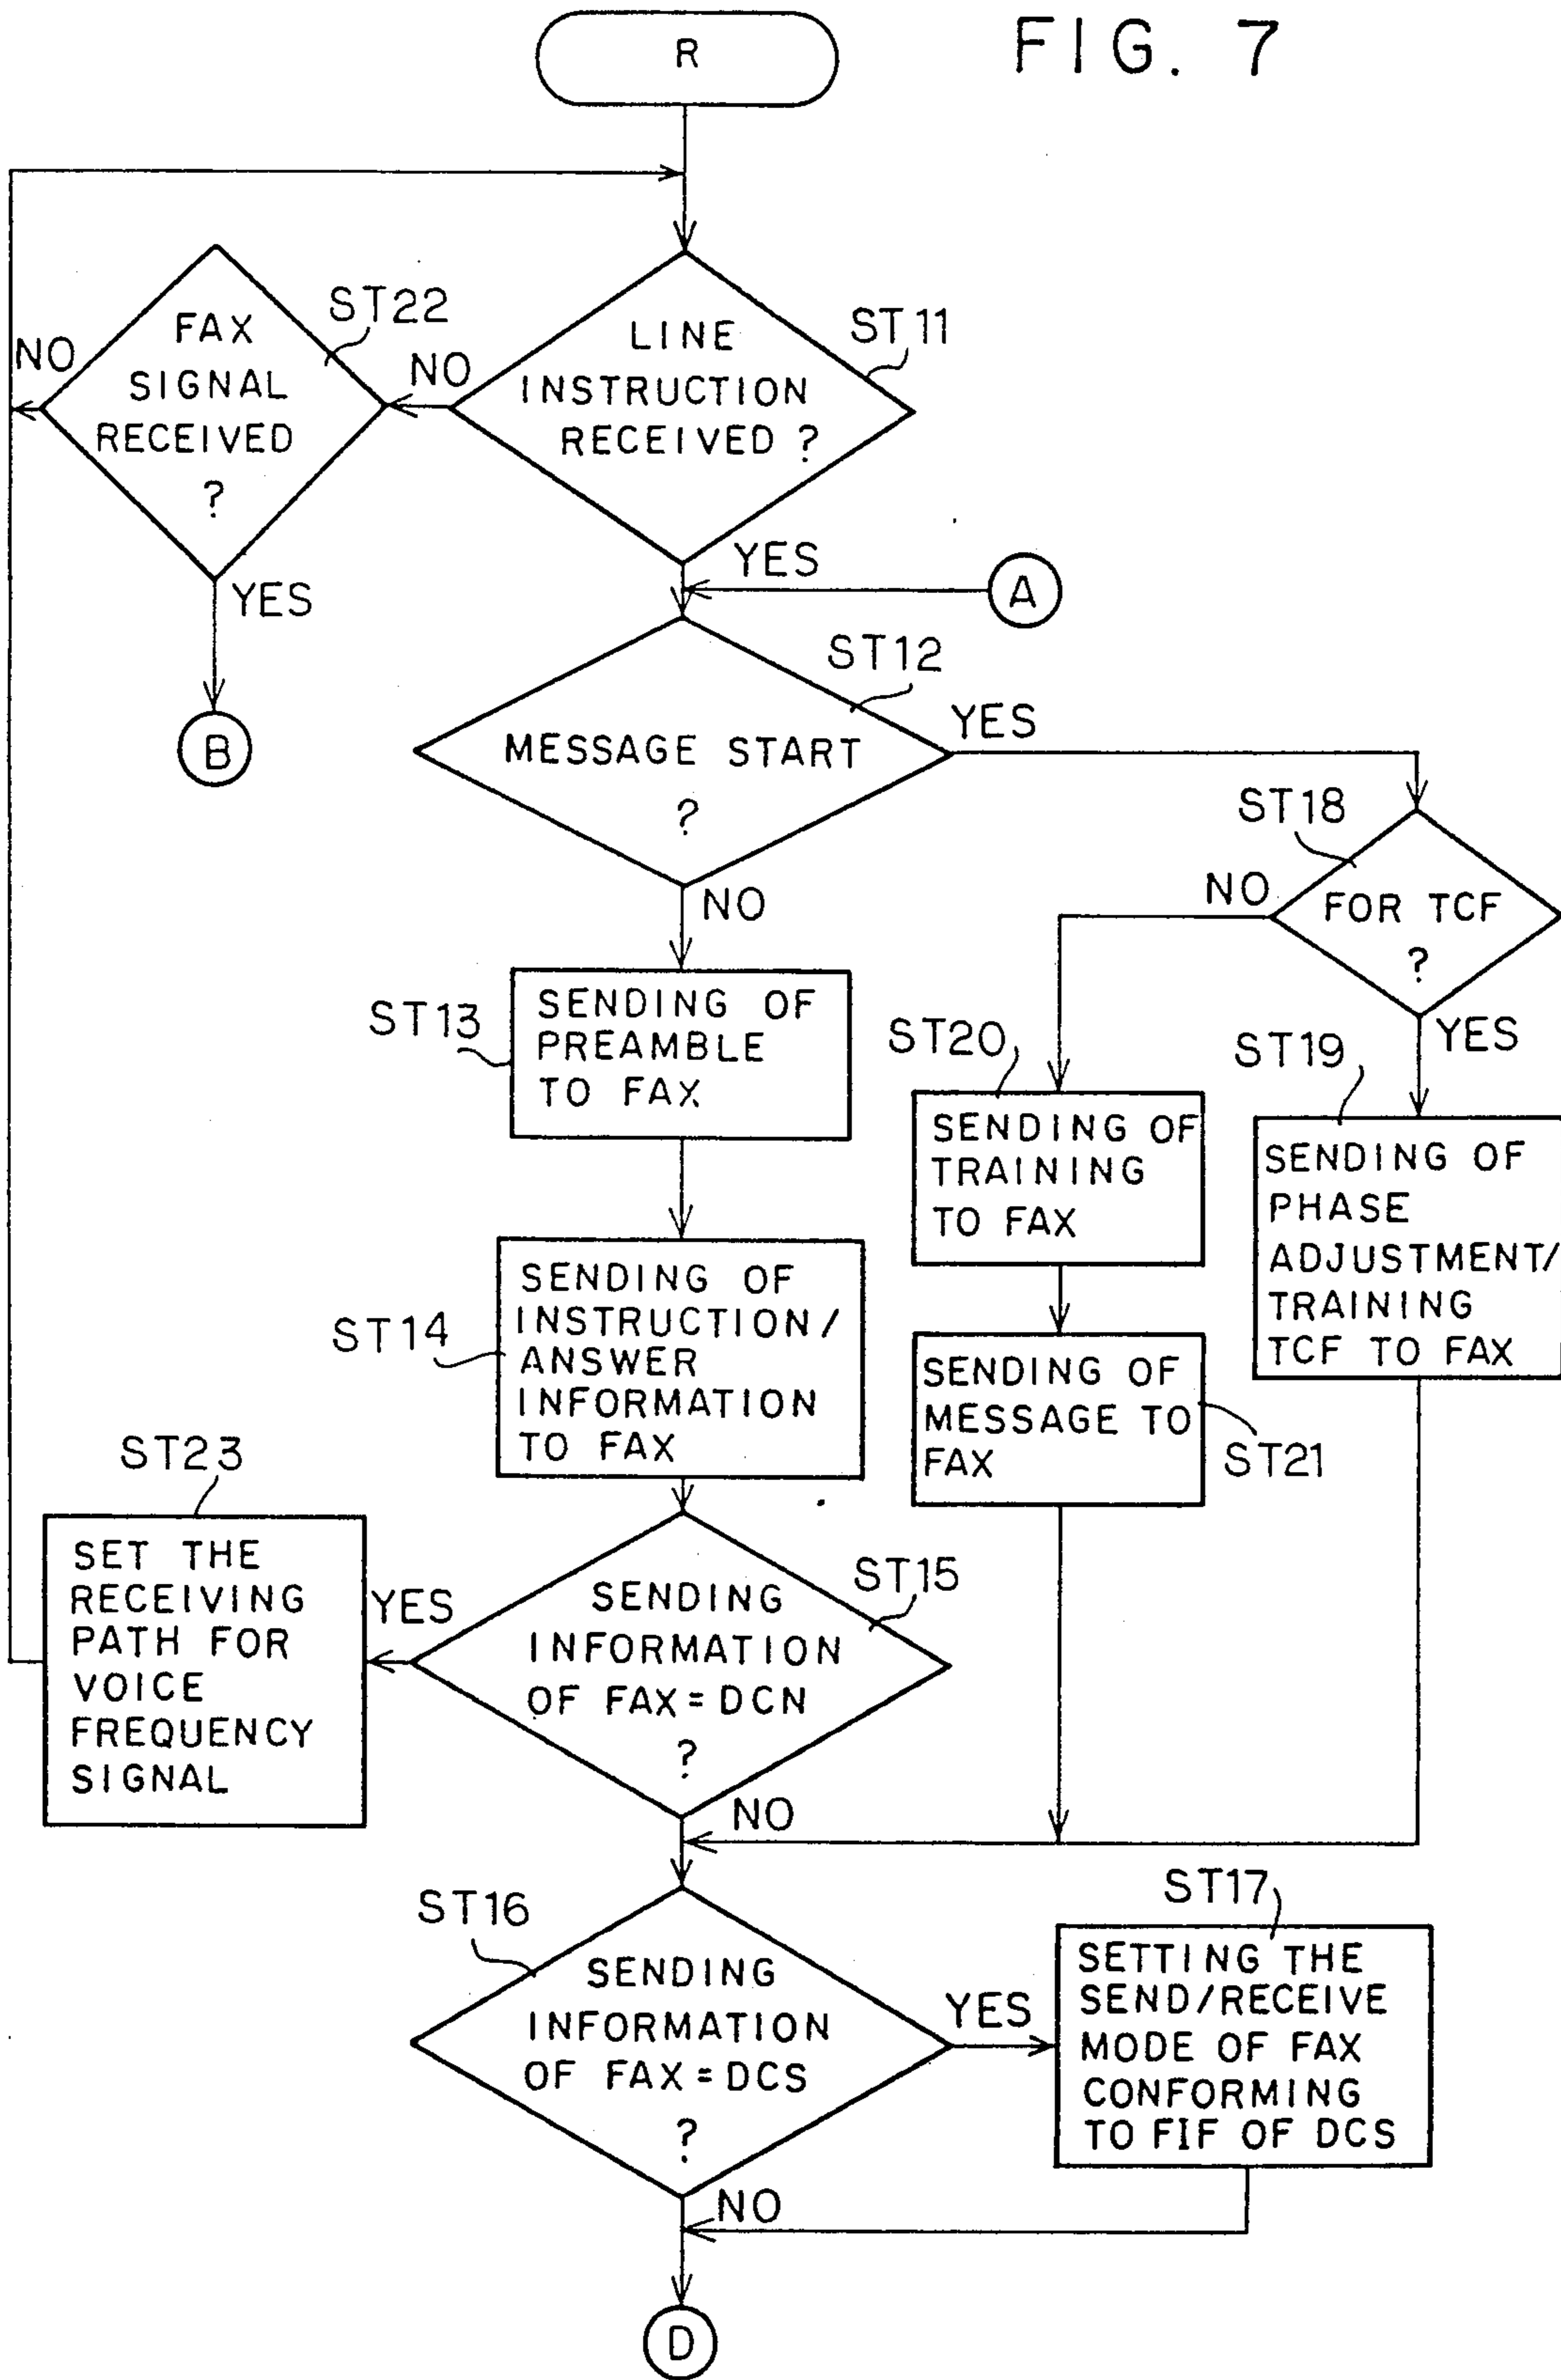 FIG. 7
R
FAX
SIGNAL
RECEIVED
?
ST22
NO
NO
LINE
INSTRUCTION
RECEIVED ?
ST11
YES
YES
A
B
ST12
MESSAGE START
?
YES
NO
ST18
NO
FOR TCF
?
YES
ST13
SENDING OF
PREAMBLE
TO FAX
ST20
SENDING OF
TRAINING
TO FAX
ST19
SENDING OF
PHASE
ADJUSTMENT/
TRAINING
TCF TO FAX
ST14
SENDING OF
INSTRUCTION/
ANSWER
INFORMATION
TO FAX
SENDING OF
MESSAGE TO
FAX
ST21
ST23
SET THE
RECEIVING
PATH FOR
VOICE
FREQUENCY
SIGNAL
YES
ST15
SENDING
INFORMATION
OF FAX=DCN
?
NO
ST16
SENDING
INFORMATION
OF FAX=DCS
?
YES
ST17
SETTING THE
SEND/RECEIVE
MODE OF FAX
CONFORMING
TO FIF OF DCS
NO
D